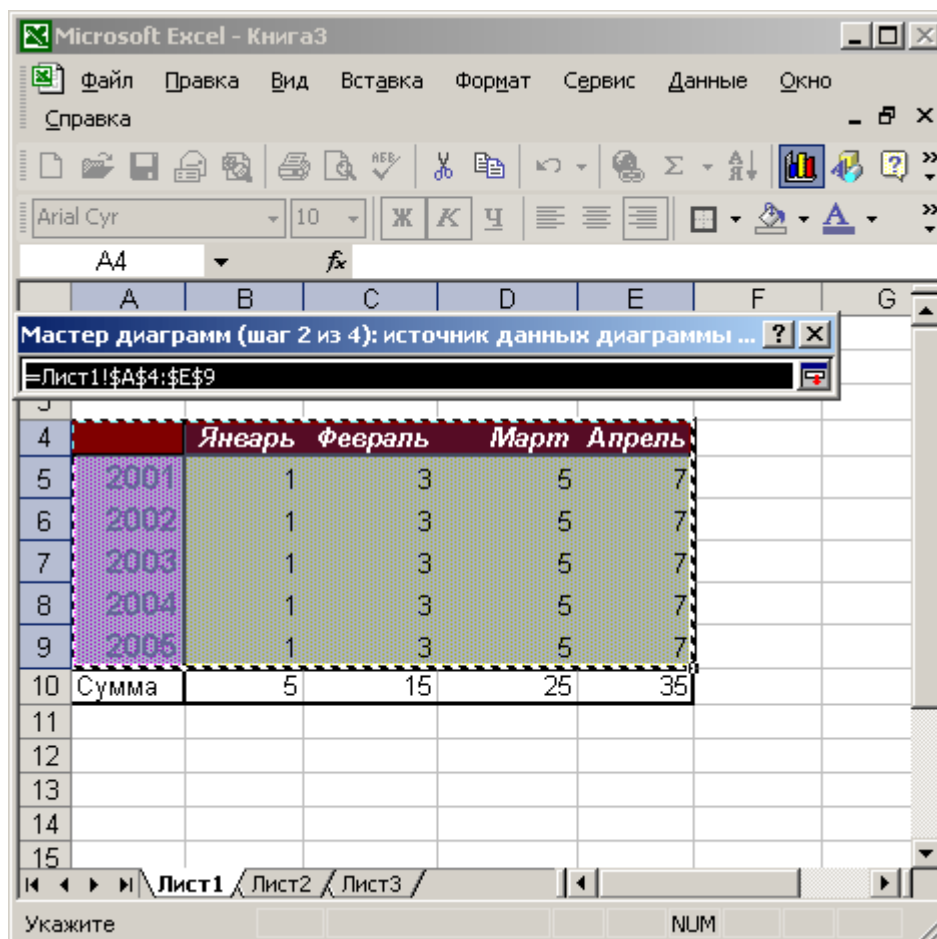 Microsoft Excel - Книга3
Файл Правка Вид Вставка Формат Сервис Данные Окно
Справка
Arial Cyr 10 Ж К Ч
A4 fx
A B C D E F G
Мастер диаграмм (шаг 2 из 4): источник данных диаграммы ... ?
=Лист1!$A$4:$E$9
3
4 Январь Февраль Март Апрель
5 2001 1 3 5 7
6 2002 1 3 5 7
7 2003 1 3 5 7
8 2004 1 3 5 7
9 2005 1 3 5 7
10 Сумма 5 15 25 35
11
12
13
14
15
Лист1 Лист2 Лист3
Укажите NUM